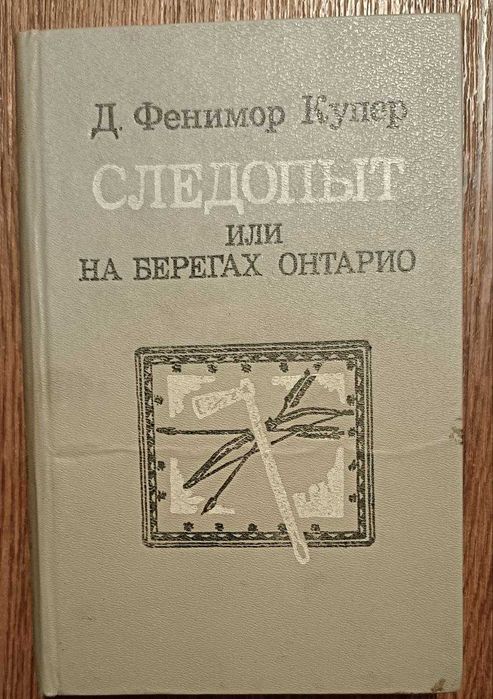 Д. Фенимор Купер
СЛЕДОПЫТ
ИЛИ
НА БЕРЕГАХ ОНТАРИО